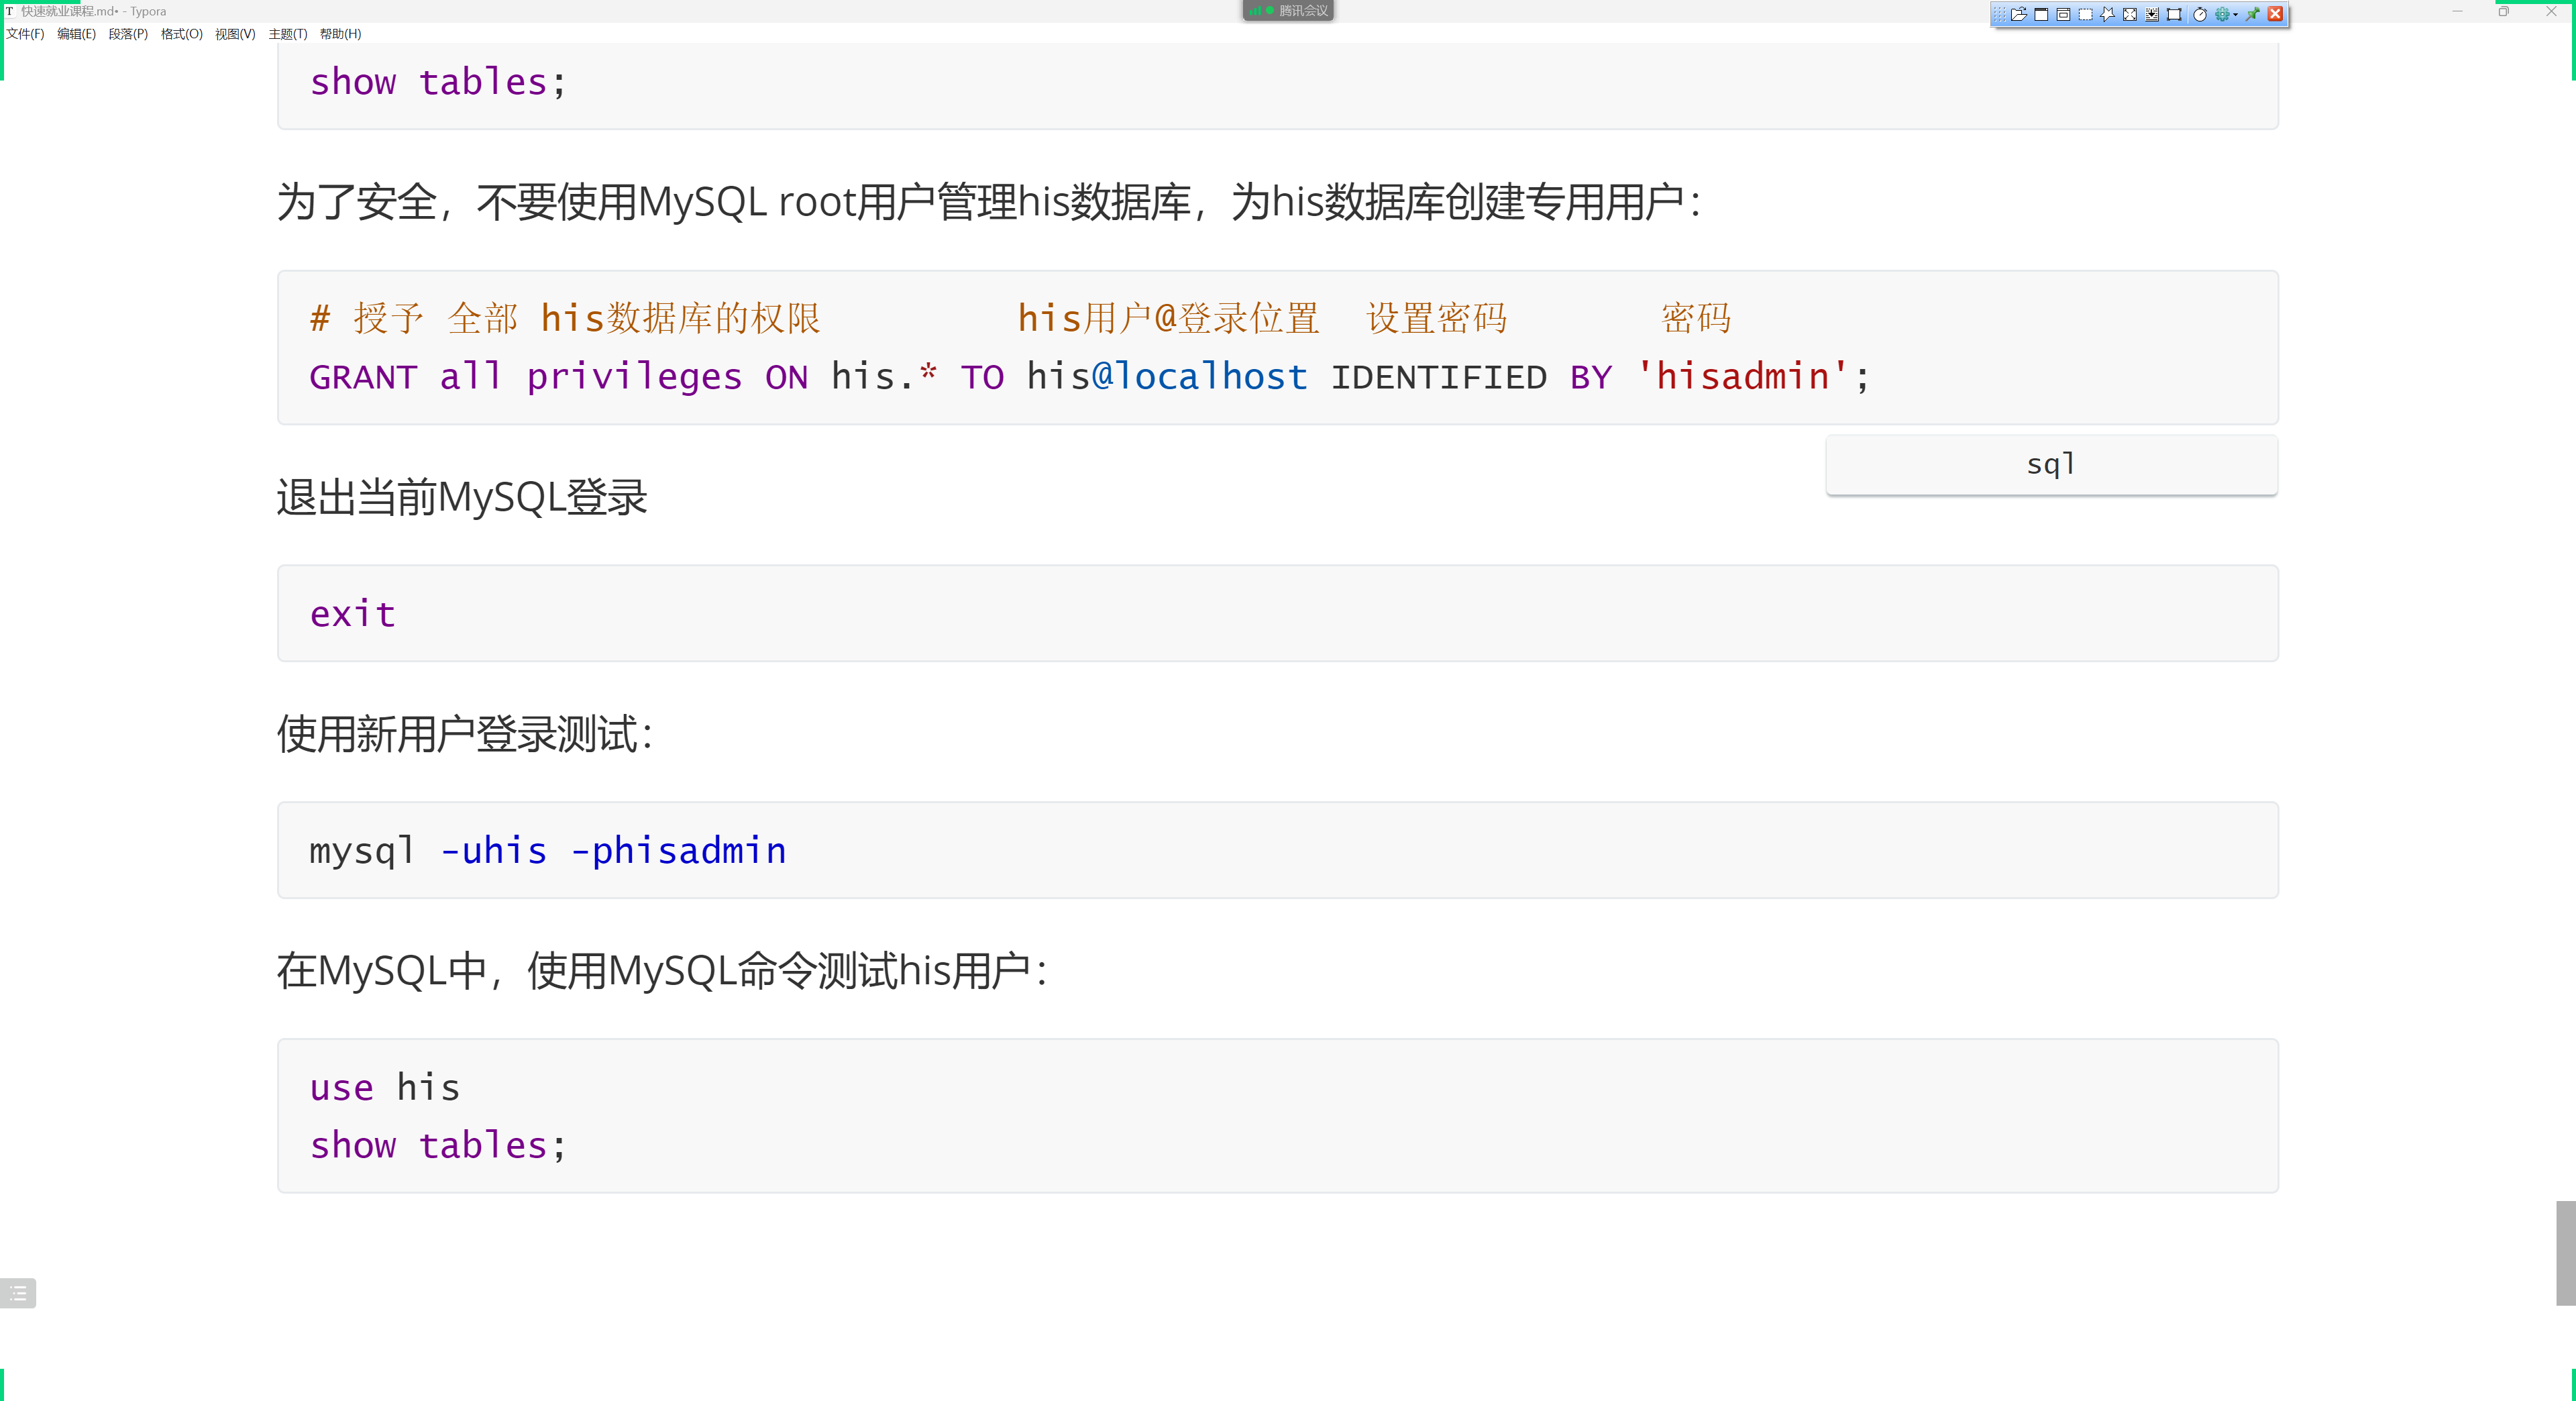 快速就业课程.md• - Typora
腾讯会议
文件(F) 编辑(E) 段落(P) 格式(O) 视图(V) 主题(T) 帮助(H)
show tables;
为了安全，不要使用MySQL root用户管理his数据库，为his数据库创建专用用户：
# 授予 全部 his数据库的权限 his用户@登录位置 设置密码 密码
GRANT all privileges ON his.* TO his@localhost IDENTIFIED BY 'hisadmin';
sql
退出当前MySQL登录
exit
使用新用户登录测试：
mysql -uhis -phisadmin
在MySQL中，使用MySQL命令测试his用户：
use his
show tables;